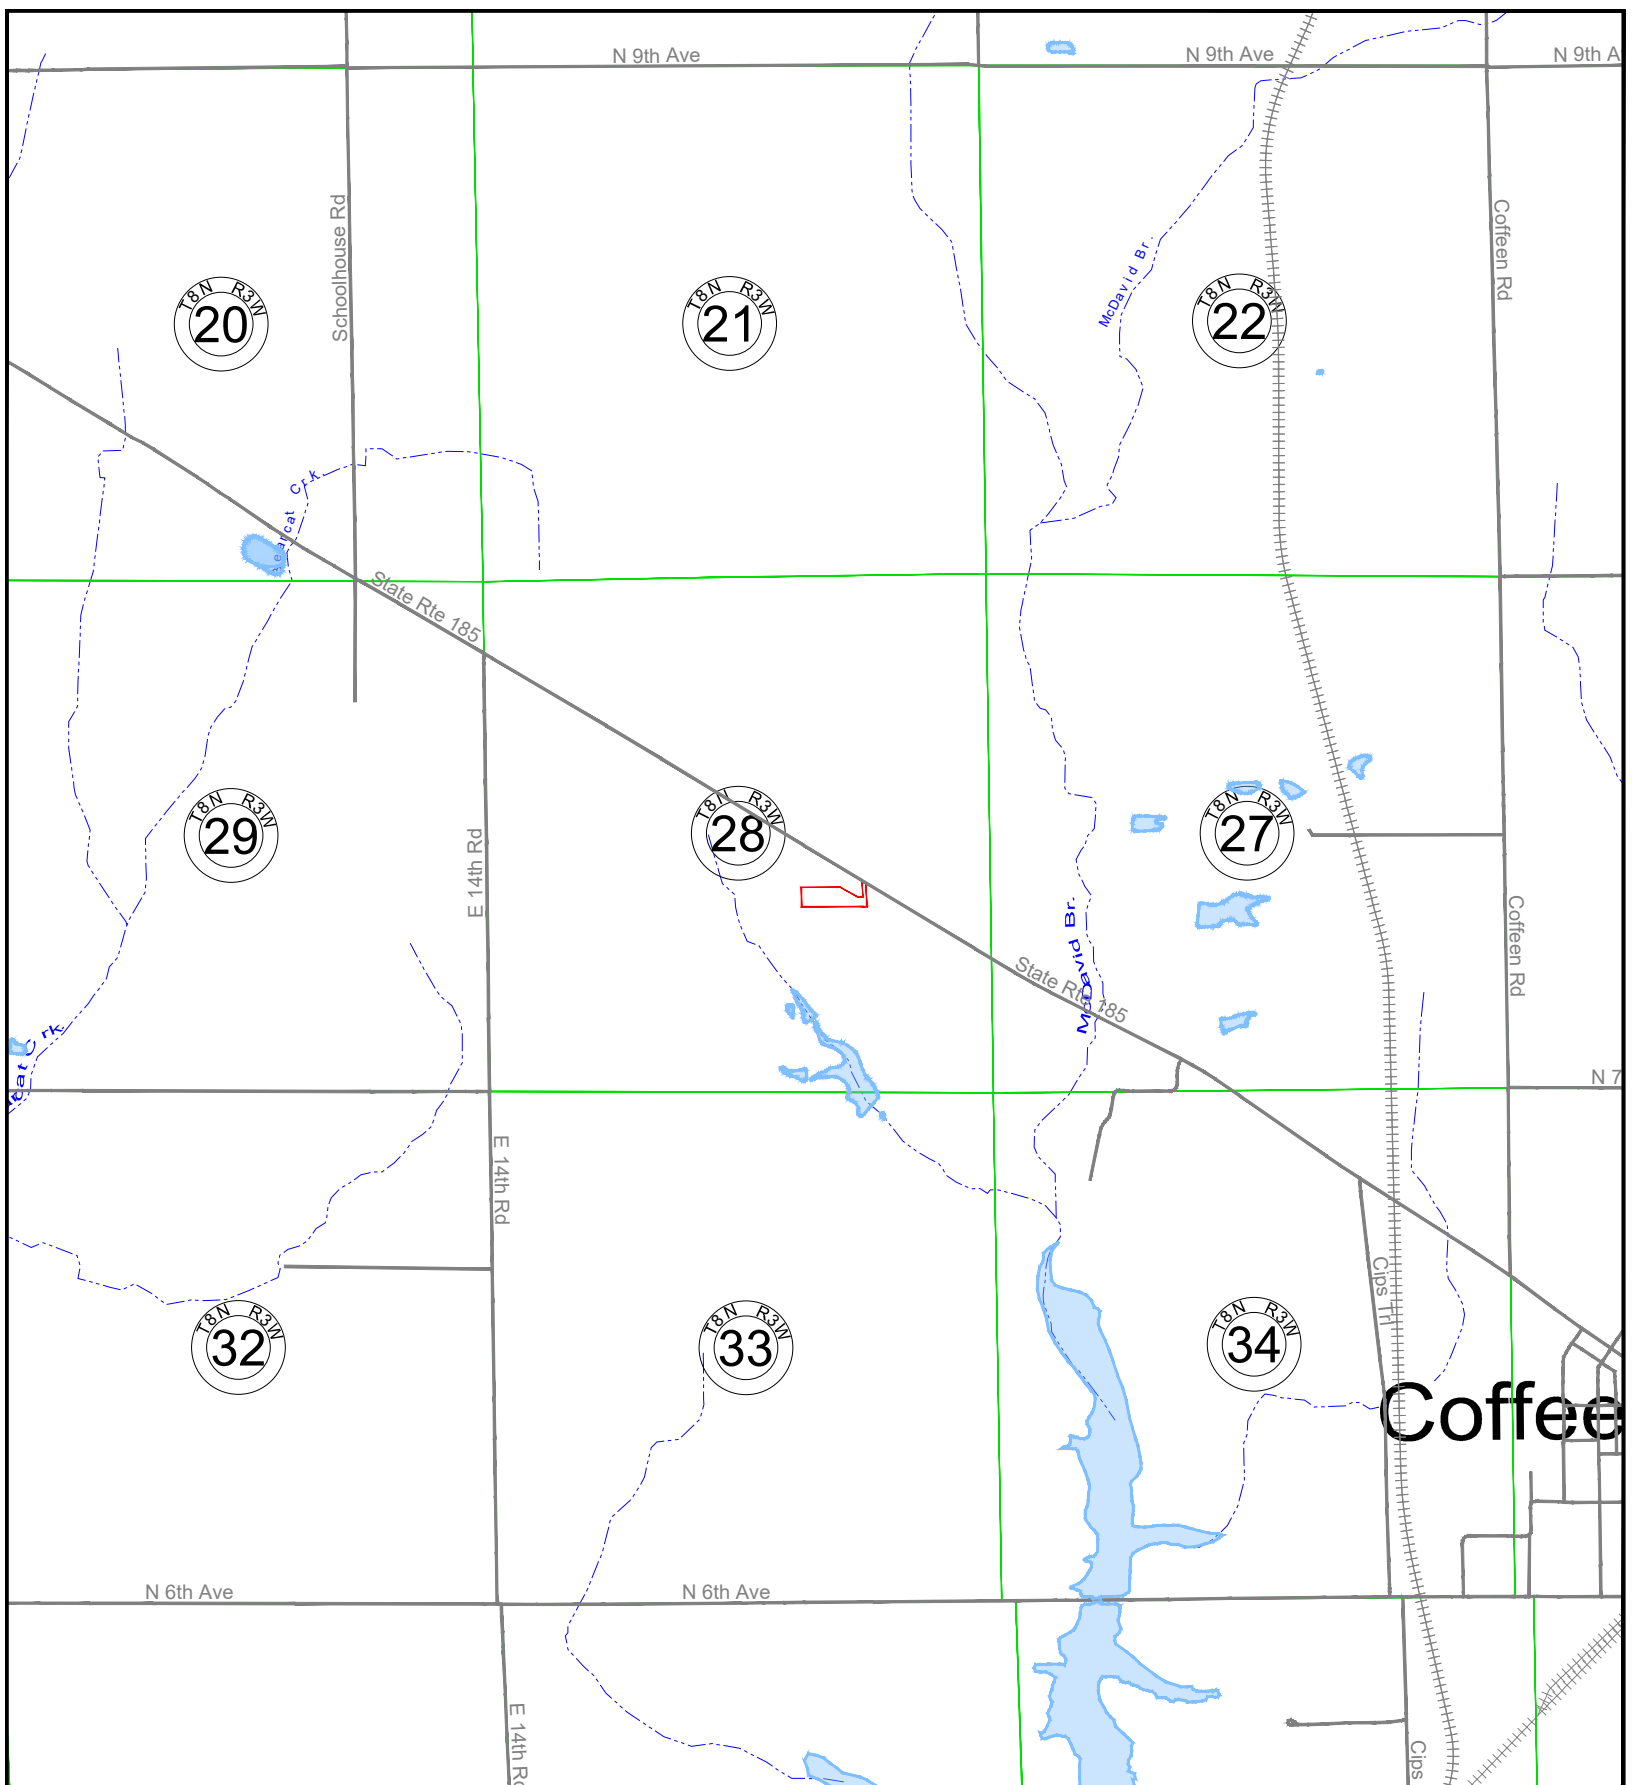 N 9th Ave
N 9th Ave
N 9th A
Schoolhouse Rd
Coffeen Rd
McDavid Br.
T8N R3W
20
T8N R3W
21
T8N R3W
22
Crk
State Rte 185
T8N R3W
29
E 14th Rd
R3W
28
T8N R3W
27
McDavid Br.
Coffeen Rd
State Rte 185
Crk
N 7
E 14th Rd
Cips Trl
T8N R3W
32
T8N R3W
33
T8N R3W
34
Coffee
N 6th Ave
N 6th Ave
E 14th Rd
Cips